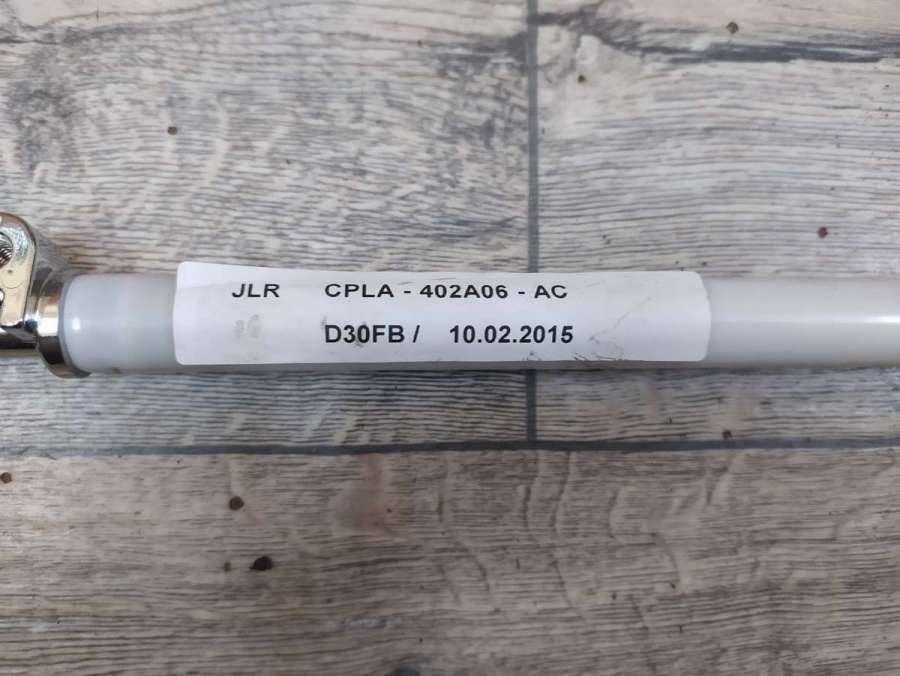 JLR CPLA - 402A06 - AC
D30FB / 10.02.2015